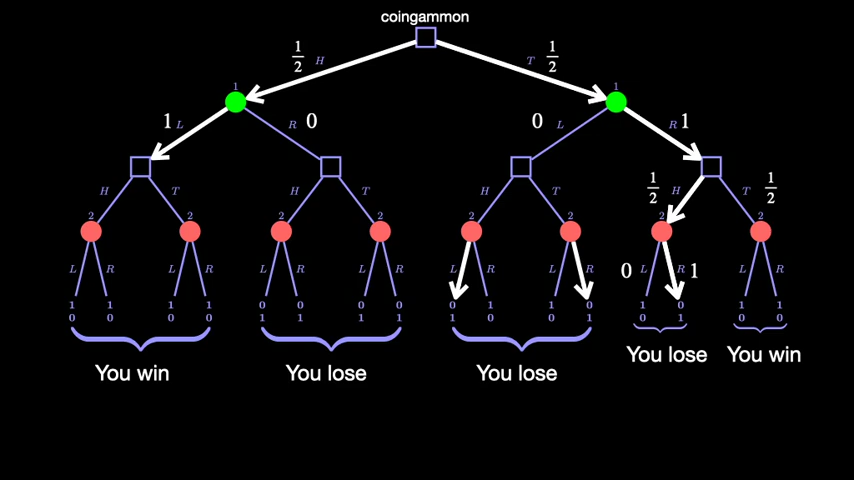 coingammon
1/2 H T 1/2
1 1
1 L R 0 0 L R 1
H T H T H T 1/2 H T 1/2
2 2 2 2 2 2 2 2
L R L R L R L R L R L R 0 L R 1 L R
1 1 1 1 0 0 0 0 0 1 1 0 1 0 1 1
0 0 0 0 1 1 1 1 1 0 0 1 0 1 0 0
You win You lose You lose You lose You win